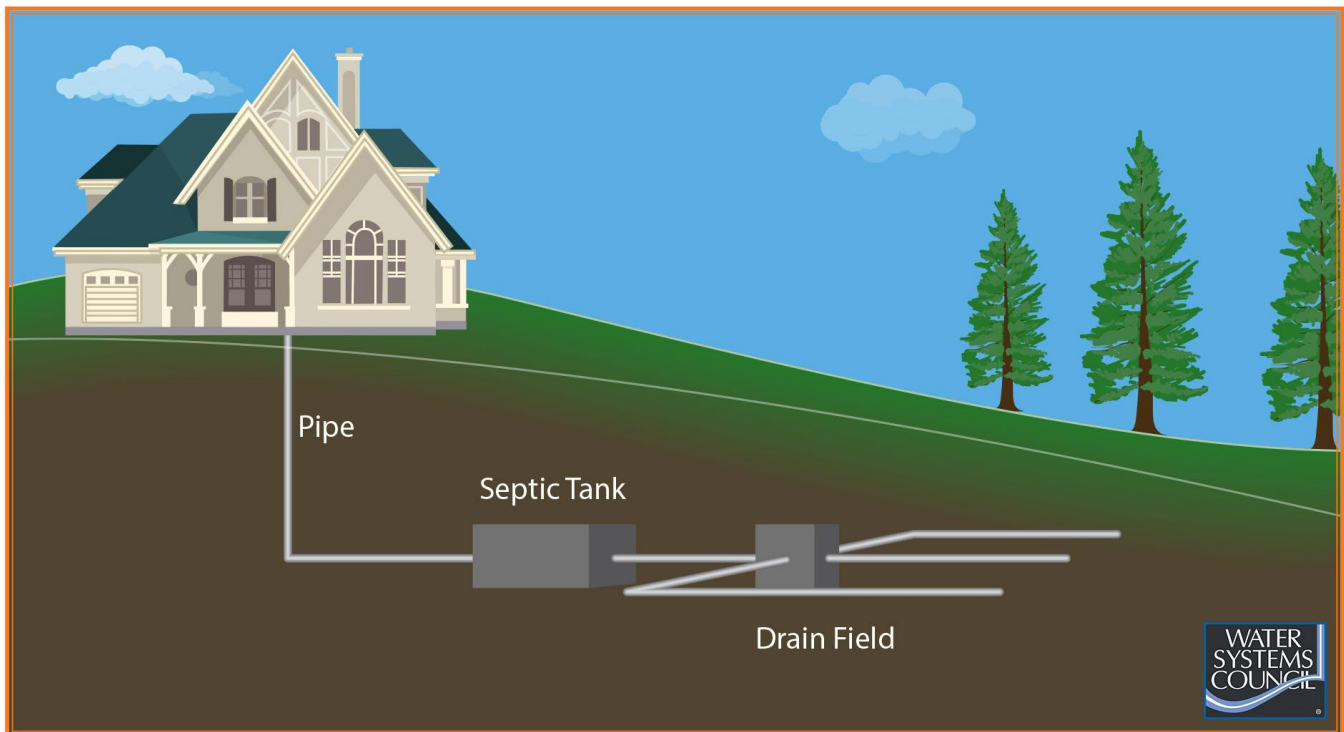 Pipe
Septic Tank
Drain Field
WATER
SYSTEMS
COUNCIL
®